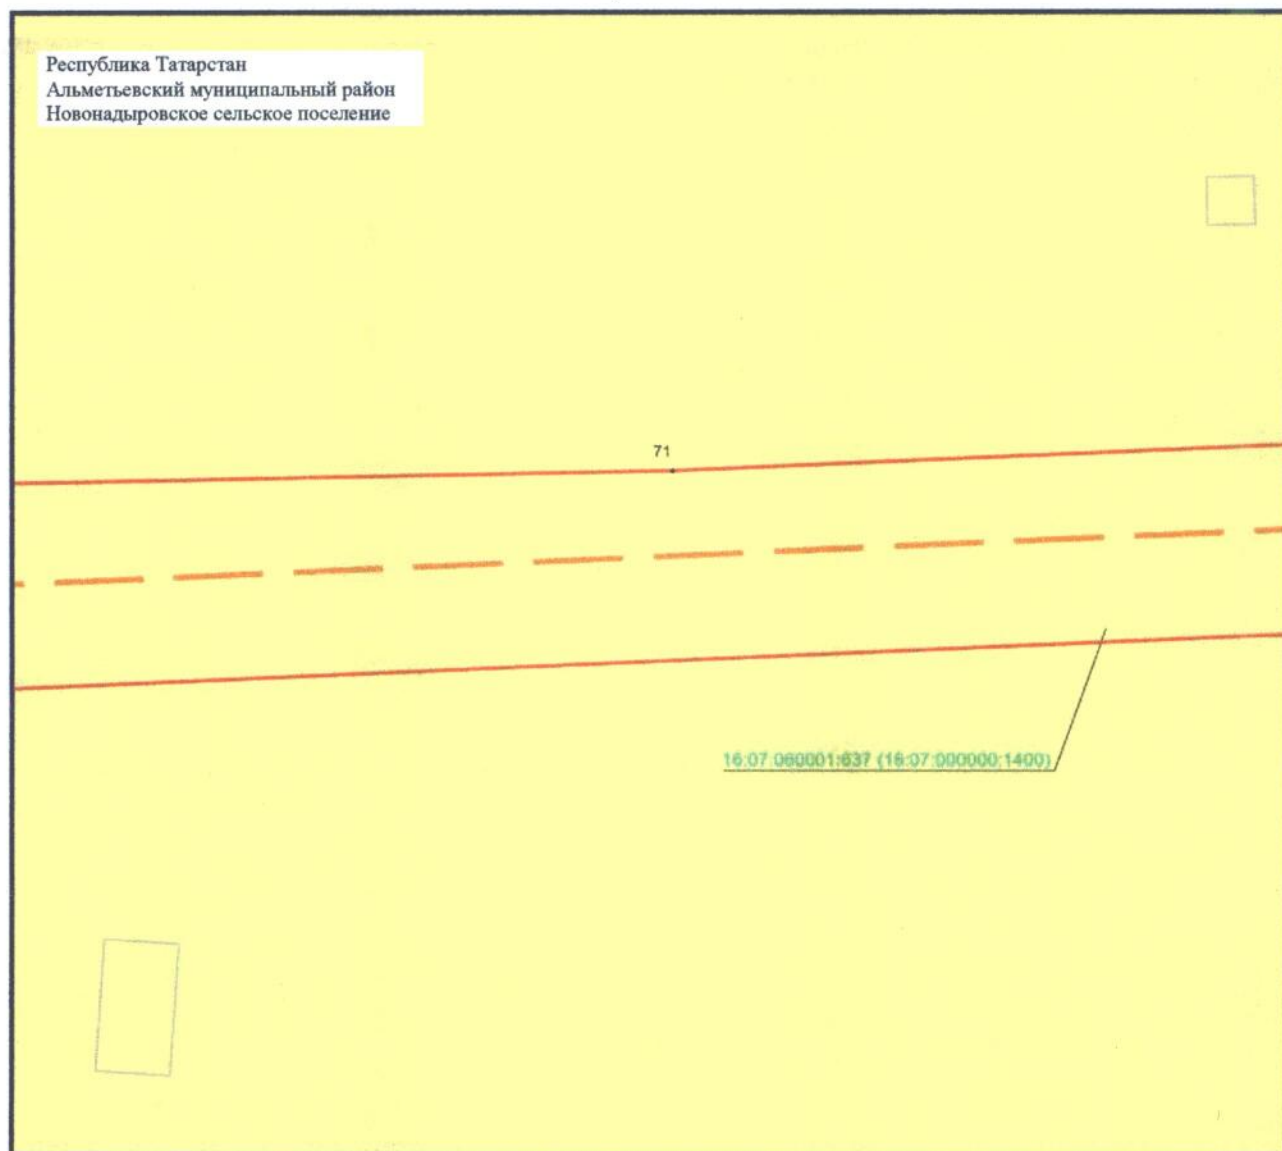 Республика Татарстан
Альметьевский муниципальный район
Новонадыровское сельское поселение
71
16:07:060001:637 (16:07:000000:1400)